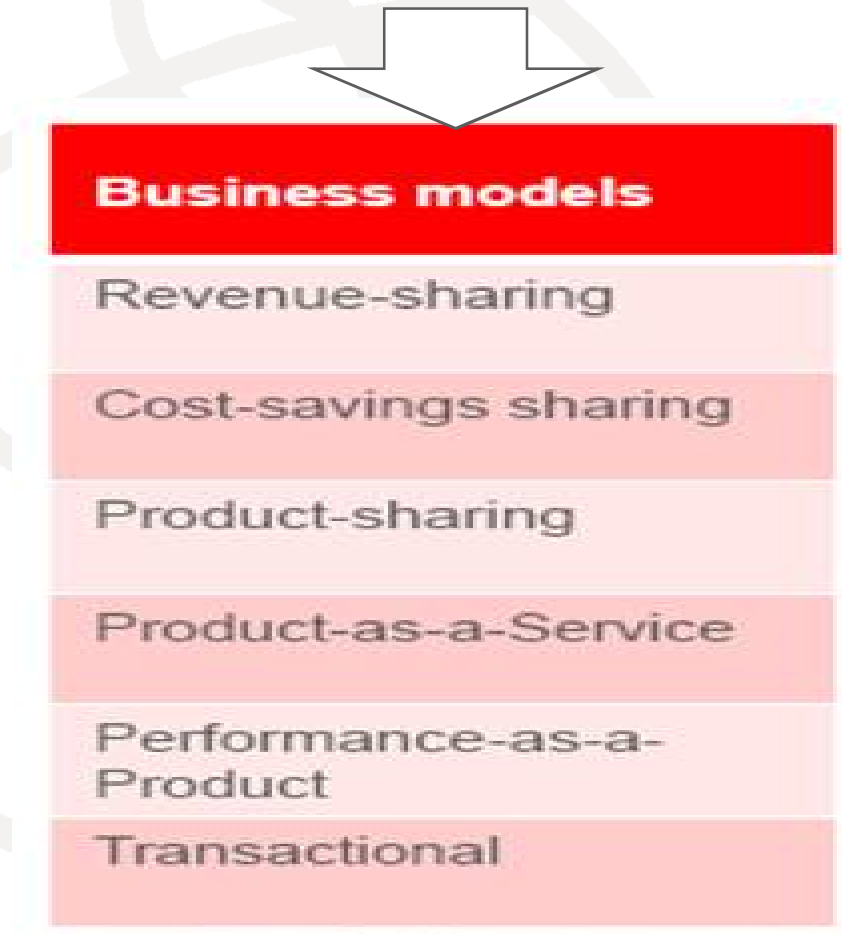 Business models
Revenue-sharing
Cost-savings sharing
Product-sharing
Product-as-a-Service
Performance-as-a-
Product
Transactional